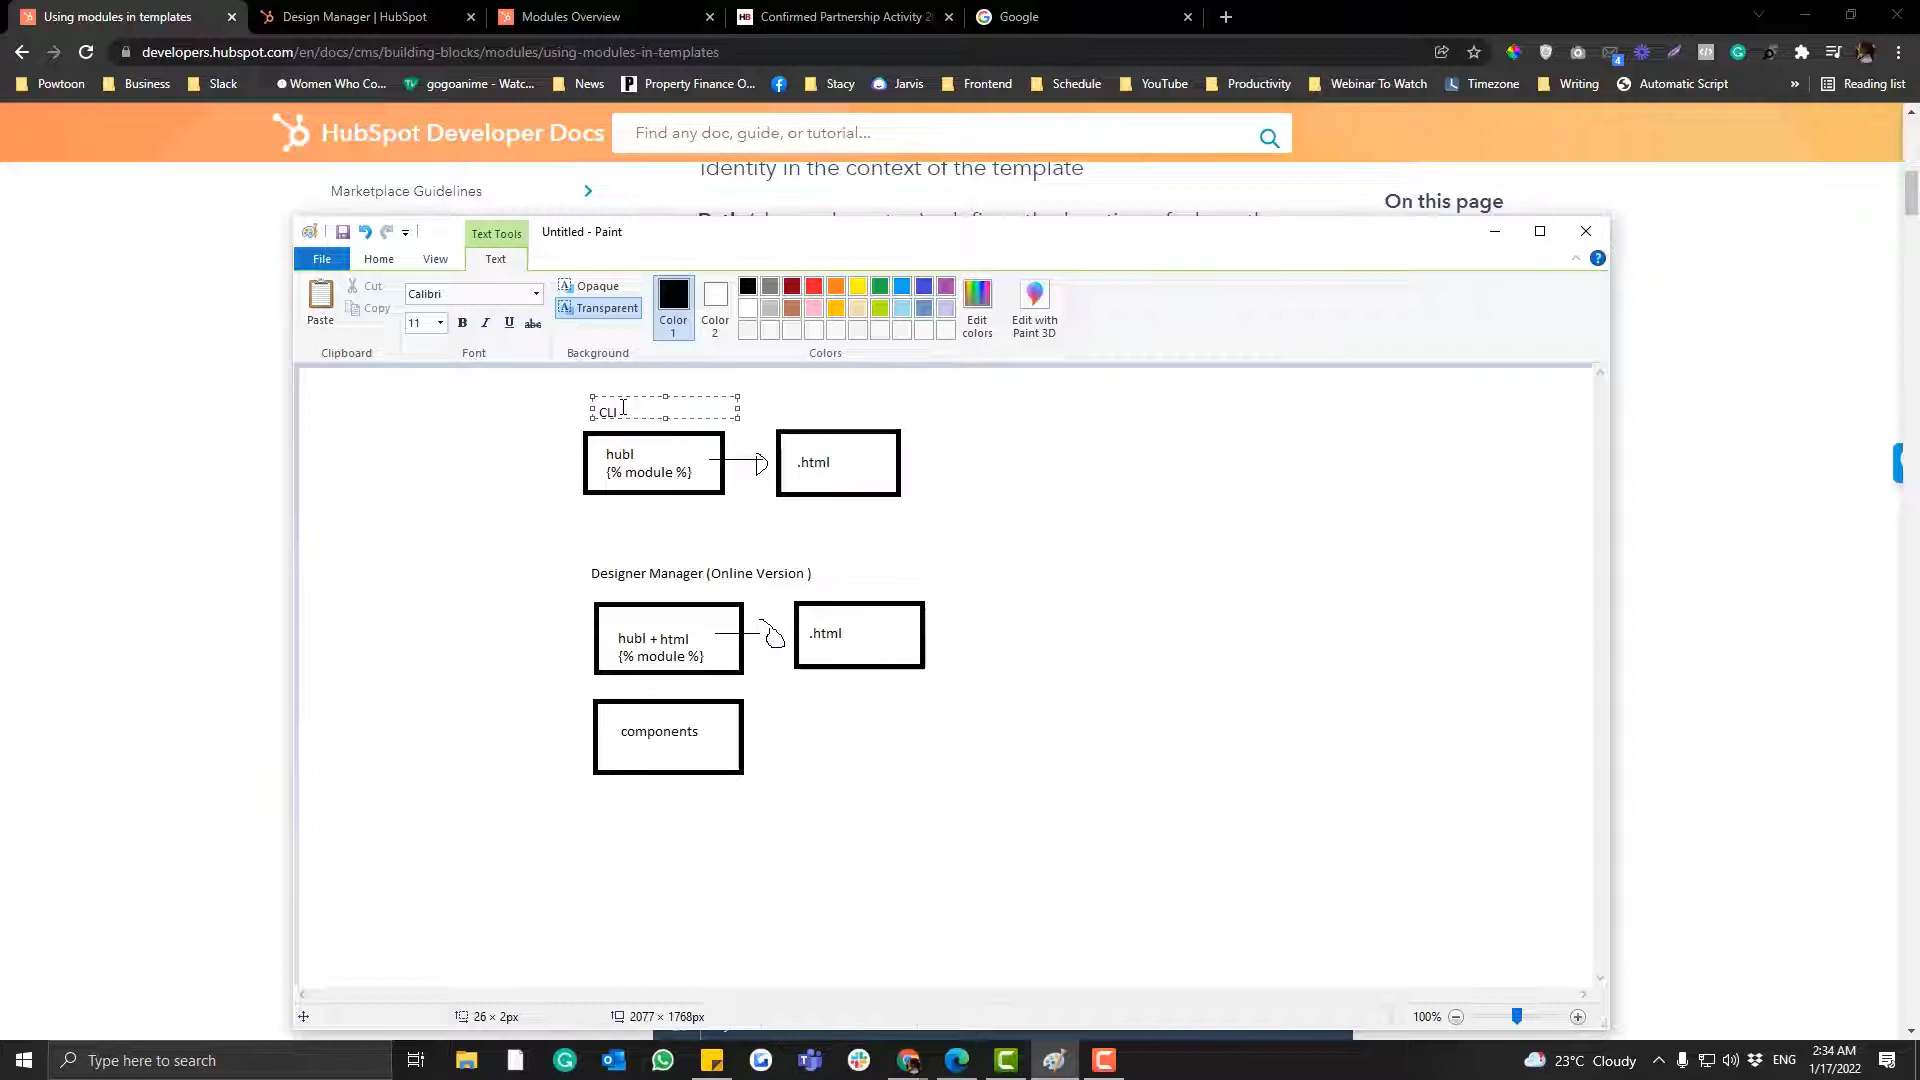 Using modules in templates
Design Manager | HubSpot
Modules Overview
Confirmed Partnership Activity 2
Google
developers.hubspot.com/en/docs/cms/building-blocks/modules/using-modules-in-templates
Powtoon
Business
Slack
Women Who Co...
gogoanime - Watc...
News
Property Finance O...
Stacy
Jarvis
Frontend
Schedule
YouTube
Productivity
Webinar To Watch
Timezone
Writing
Automatic Script
Reading list
HubSpot Developer Docs
Find any doc, guide, or tutorial...
identity in the context of the template
Marketplace Guidelines
On this page
Text Tools
Untitled - Paint
File
Home
View
Text
Paste
Cut
Copy
Clipboard
Calibri
11
B
I
U
abc
Font
Opaque
Transparent
Background
Color
1
Color
2
Edit
colors
Edit with
Paint 3D
Colors
CLI
hubl
{% module %}
.html
Designer Manager (Online Version )
hubl + html
{% module %}
.html
components
26 × 2px
2077 × 1768px
100%
Type here to search
23°C Cloudy
ENG
2:34 AM
1/17/2022